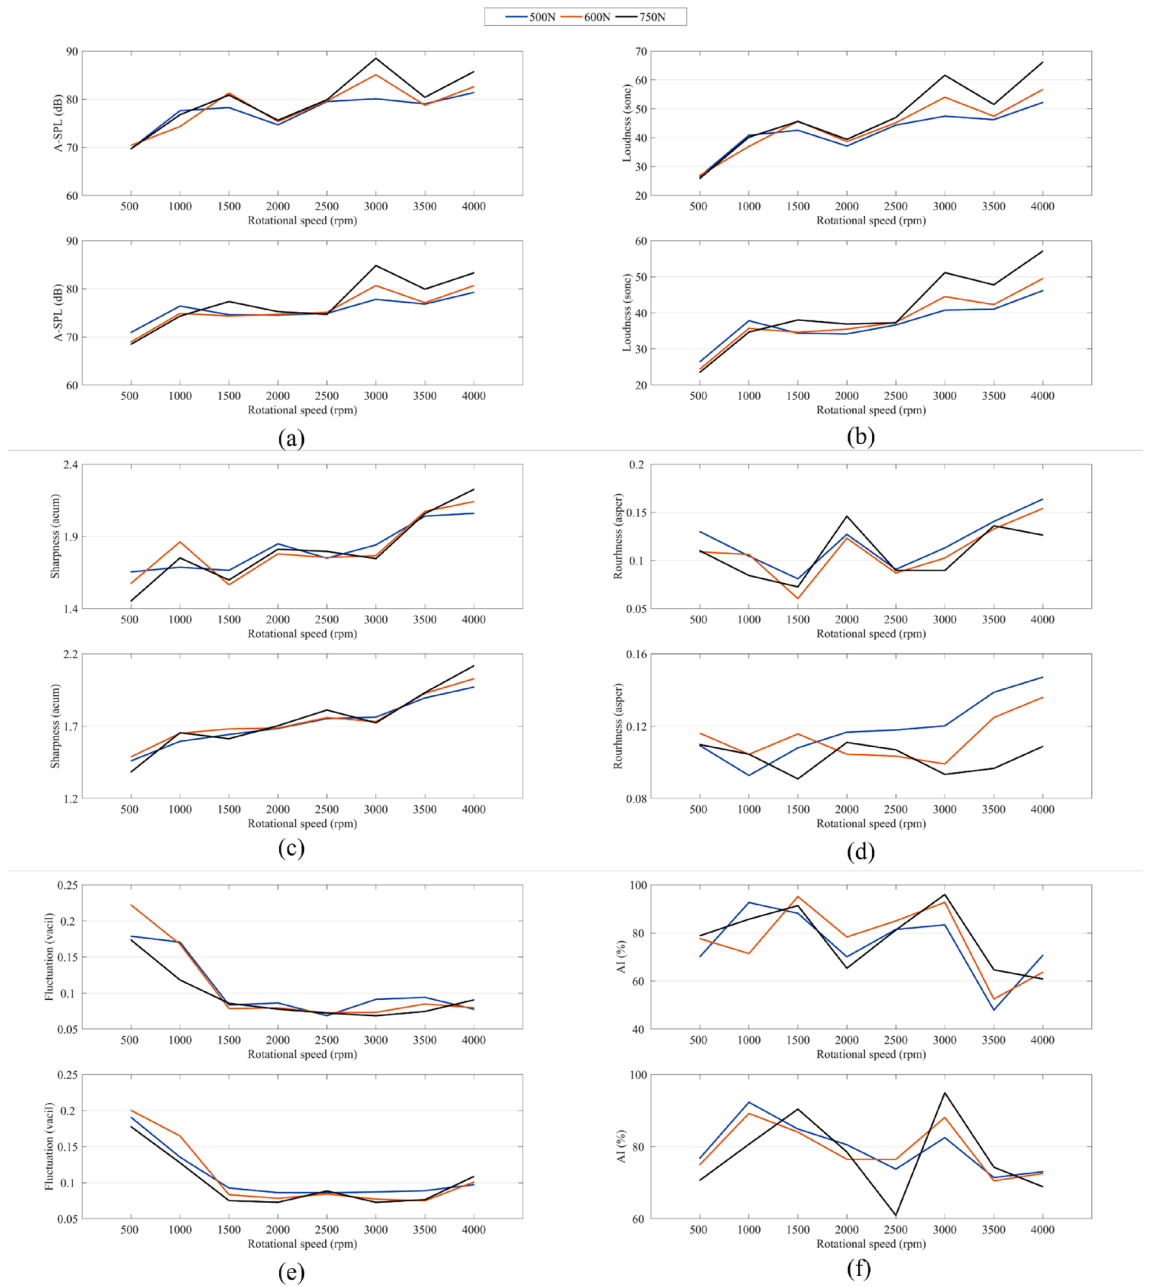 500N 600N 750N
90
80
70
60
A-SPL (dB)
500 1000 1500 2000 2500 3000 3500 4000
Rotational speed (rpm)
70
60
50
40
30
20
Loudness (sone)
500 1000 1500 2000 2500 3000 3500 4000
Rotational speed (rpm)
90
80
70
60
A-SPL (dB)
500 1000 1500 2000 2500 3000 3500 4000
Rotational speed (rpm)
(a)
60
50
40
30
20
Loudness (sone)
500 1000 1500 2000 2500 3000 3500 4000
Rotational speed (rpm)
(b)
2.4
1.9
1.4
Sharpness (acum)
500 1000 1500 2000 2500 3000 3500 4000
Rotational speed (rpm)
0.2
0.15
0.1
0.05
Rourhness (asper)
500 1000 1500 2000 2500 3000 3500 4000
Rotational speed (rpm)
2.2
1.7
1.2
Sharpness (acum)
500 1000 1500 2000 2500 3000 3500 4000
Rotational speed (rpm)
(c)
0.16
0.12
0.08
Rourhness (asper)
500 1000 1500 2000 2500 3000 3500 4000
Rotational speed (rpm)
(d)
0.25
0.2
0.15
0.1
0.05
Fluctuation (vacil)
500 1000 1500 2000 2500 3000 3500 4000
Rotational speed (rpm)
100
80
60
40
AI (%)
500 1000 1500 2000 2500 3000 3500 4000
Rotational speed (rpm)
0.25
0.2
0.15
0.1
0.05
Fluctuation (vacil)
500 1000 1500 2000 2500 3000 3500 4000
Rotational speed (rpm)
(e)
100
80
60
AI (%)
500 1000 1500 2000 2500 3000 3500 4000
Rotational speed (rpm)
(f)